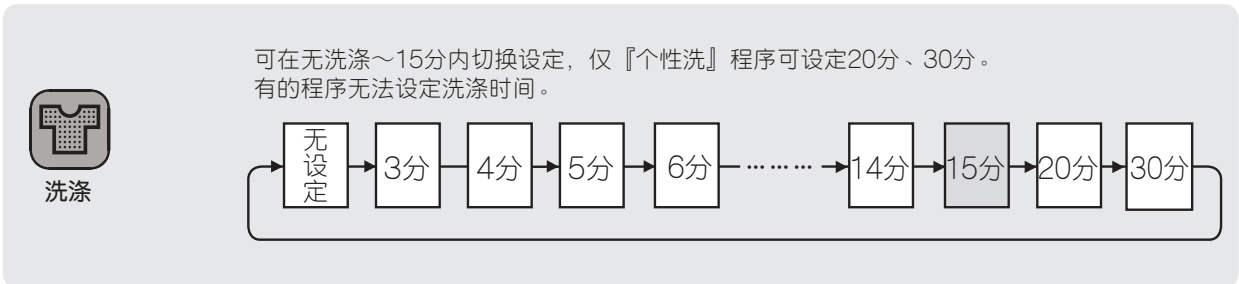 可在无洗涤～15分内切换设定，仅『个性洗』程序可设定20分、30分。
有的程序无法设定洗涤时间。
无设定 3分 4分 5分 6分 ……… 14分 15分 20分 30分
洗涤